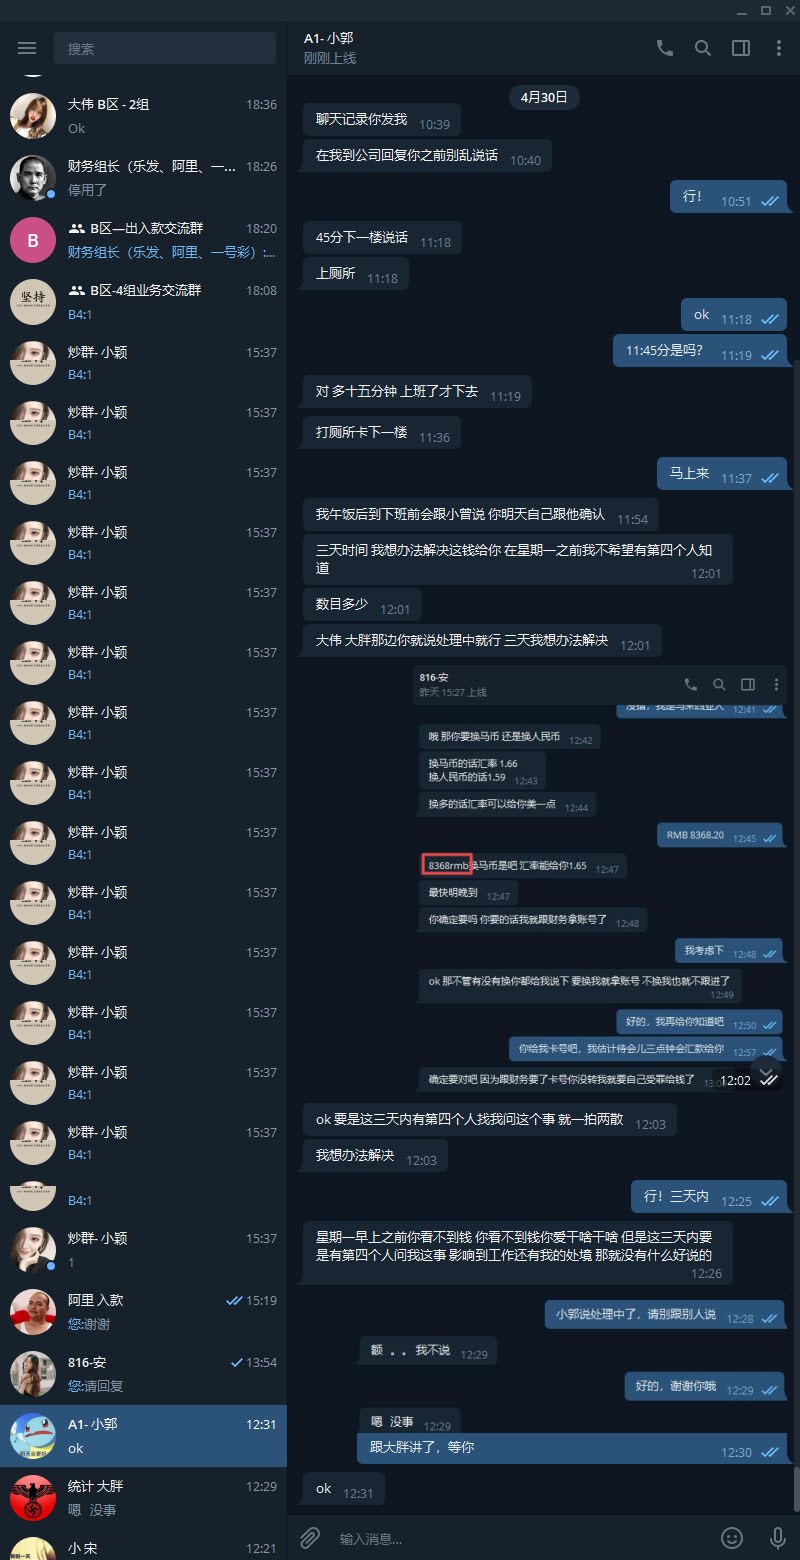 搜索
大伟 B区 - 2组 18:36
Ok
财务组长（乐发、阿里、一... 18:26
停用了
B
B区—出入款交流群 18:20
财务组长（乐发、阿里、一号彩）:...
坚持
B区-4组业务交流群 18:08
B4:1
炒群- 小颖 15:37
B4:1
炒群- 小颖 15:37
B4:1
炒群- 小颖 15:37
B4:1
炒群- 小颖 15:37
B4:1
炒群- 小颖 15:37
B4:1
炒群- 小颖 15:37
B4:1
炒群- 小颖 15:37
B4:1
炒群- 小颖 15:37
B4:1
炒群- 小颖 15:37
B4:1
炒群- 小颖 15:37
B4:1
炒群- 小颖 15:37
B4:1
炒群- 小颖 15:37
B4:1
炒群- 小颖 15:37
B4:1
炒群- 小颖 15:37
B4:1
B4:1
炒群- 小颖 15:37
1
阿里 入款 15:19
您:谢谢
816-安 13:54
您:请回复
A1- 小郭 12:31
ok
统计 大胖 12:29
嗯 没事
小 宋 12:21
A1- 小郭
刚刚上线
4月30日
聊天记录你发我 10:39
在我到公司回复你之前别乱说话 10:40
行！ 10:51
45分下一楼说话 11:18
上厕所 11:18
ok 11:18
11:45分是吗？ 11:19
对 多十五分钟 上班了才下去 11:19
打厕所卡下一楼 11:36
马上来 11:37
我午饭后到下班前会跟小曾说 你明天自己跟他确认 11:54
三天时间 我想办法解决这钱给你 在星期一之前我不希望有第四个人知
道 12:01
数目多少 12:01
大伟 大胖那边你就说处理中就行 三天我想办法解决 12:01
816-安
昨天 15:27 上线
没错，我是马来西亚人 12:41
哦 那你要换马币 还是换人民币 12:42
换马币的话汇率 1.66
换人民币的话1.59 12:43
换多的话汇率可以给你美一点 12:44
RMB 8368.20 12:45
8368rmb换马币是吧 汇率能给你1.65 12:47
最快明晚到 12:47
你确定要吗 你要的话我就跟财务拿账号了 12:48
我考虑下 12:48
ok 那不管有没有换你都给我说下 要换我就拿账号 不换我也就不跟进了
12:49
好的，我再给你知道吧 12:50
你给我卡号吧，我估计待会儿三点钟会汇款给你 12:57
确定要对吧 因为跟财务要了卡号你没转我就要自己受罪给钱了
12:02
ok 要是这三天内有第四个人找我问这个事 就一拍两散 12:03
我想办法解决 12:03
行！三天内 12:25
星期一早上之前你看不到钱 你看不到钱你爱干啥干啥 但是这三天内要
是有第四个人问我这事 影响到工作还有我的处境 那就没有什么好说的
12:26
小郭说处理中了，请别跟别人说 12:28
额 。。 我不说 12:29
好的，谢谢你哦 12:29
嗯 没事 12:29
跟大胖讲了，等你 12:30
ok 12:31
输入消息...